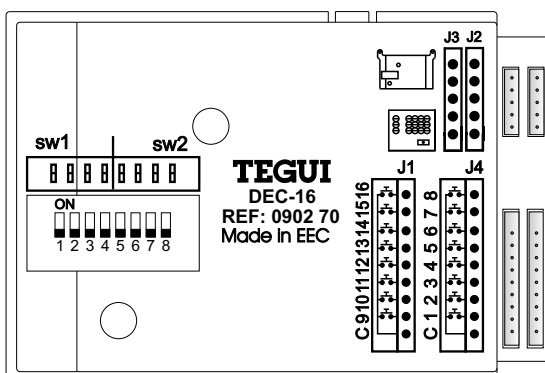 J3 J2
sw1 sw2
ON
1 2 3 4 5 6 7 8
TEGUI
DEC-16
REF: 0902 70
Made in EEC
J1
C 9 10 11 12 13 14 15 16
J4
C 1 2 3 4 5 6 7 8